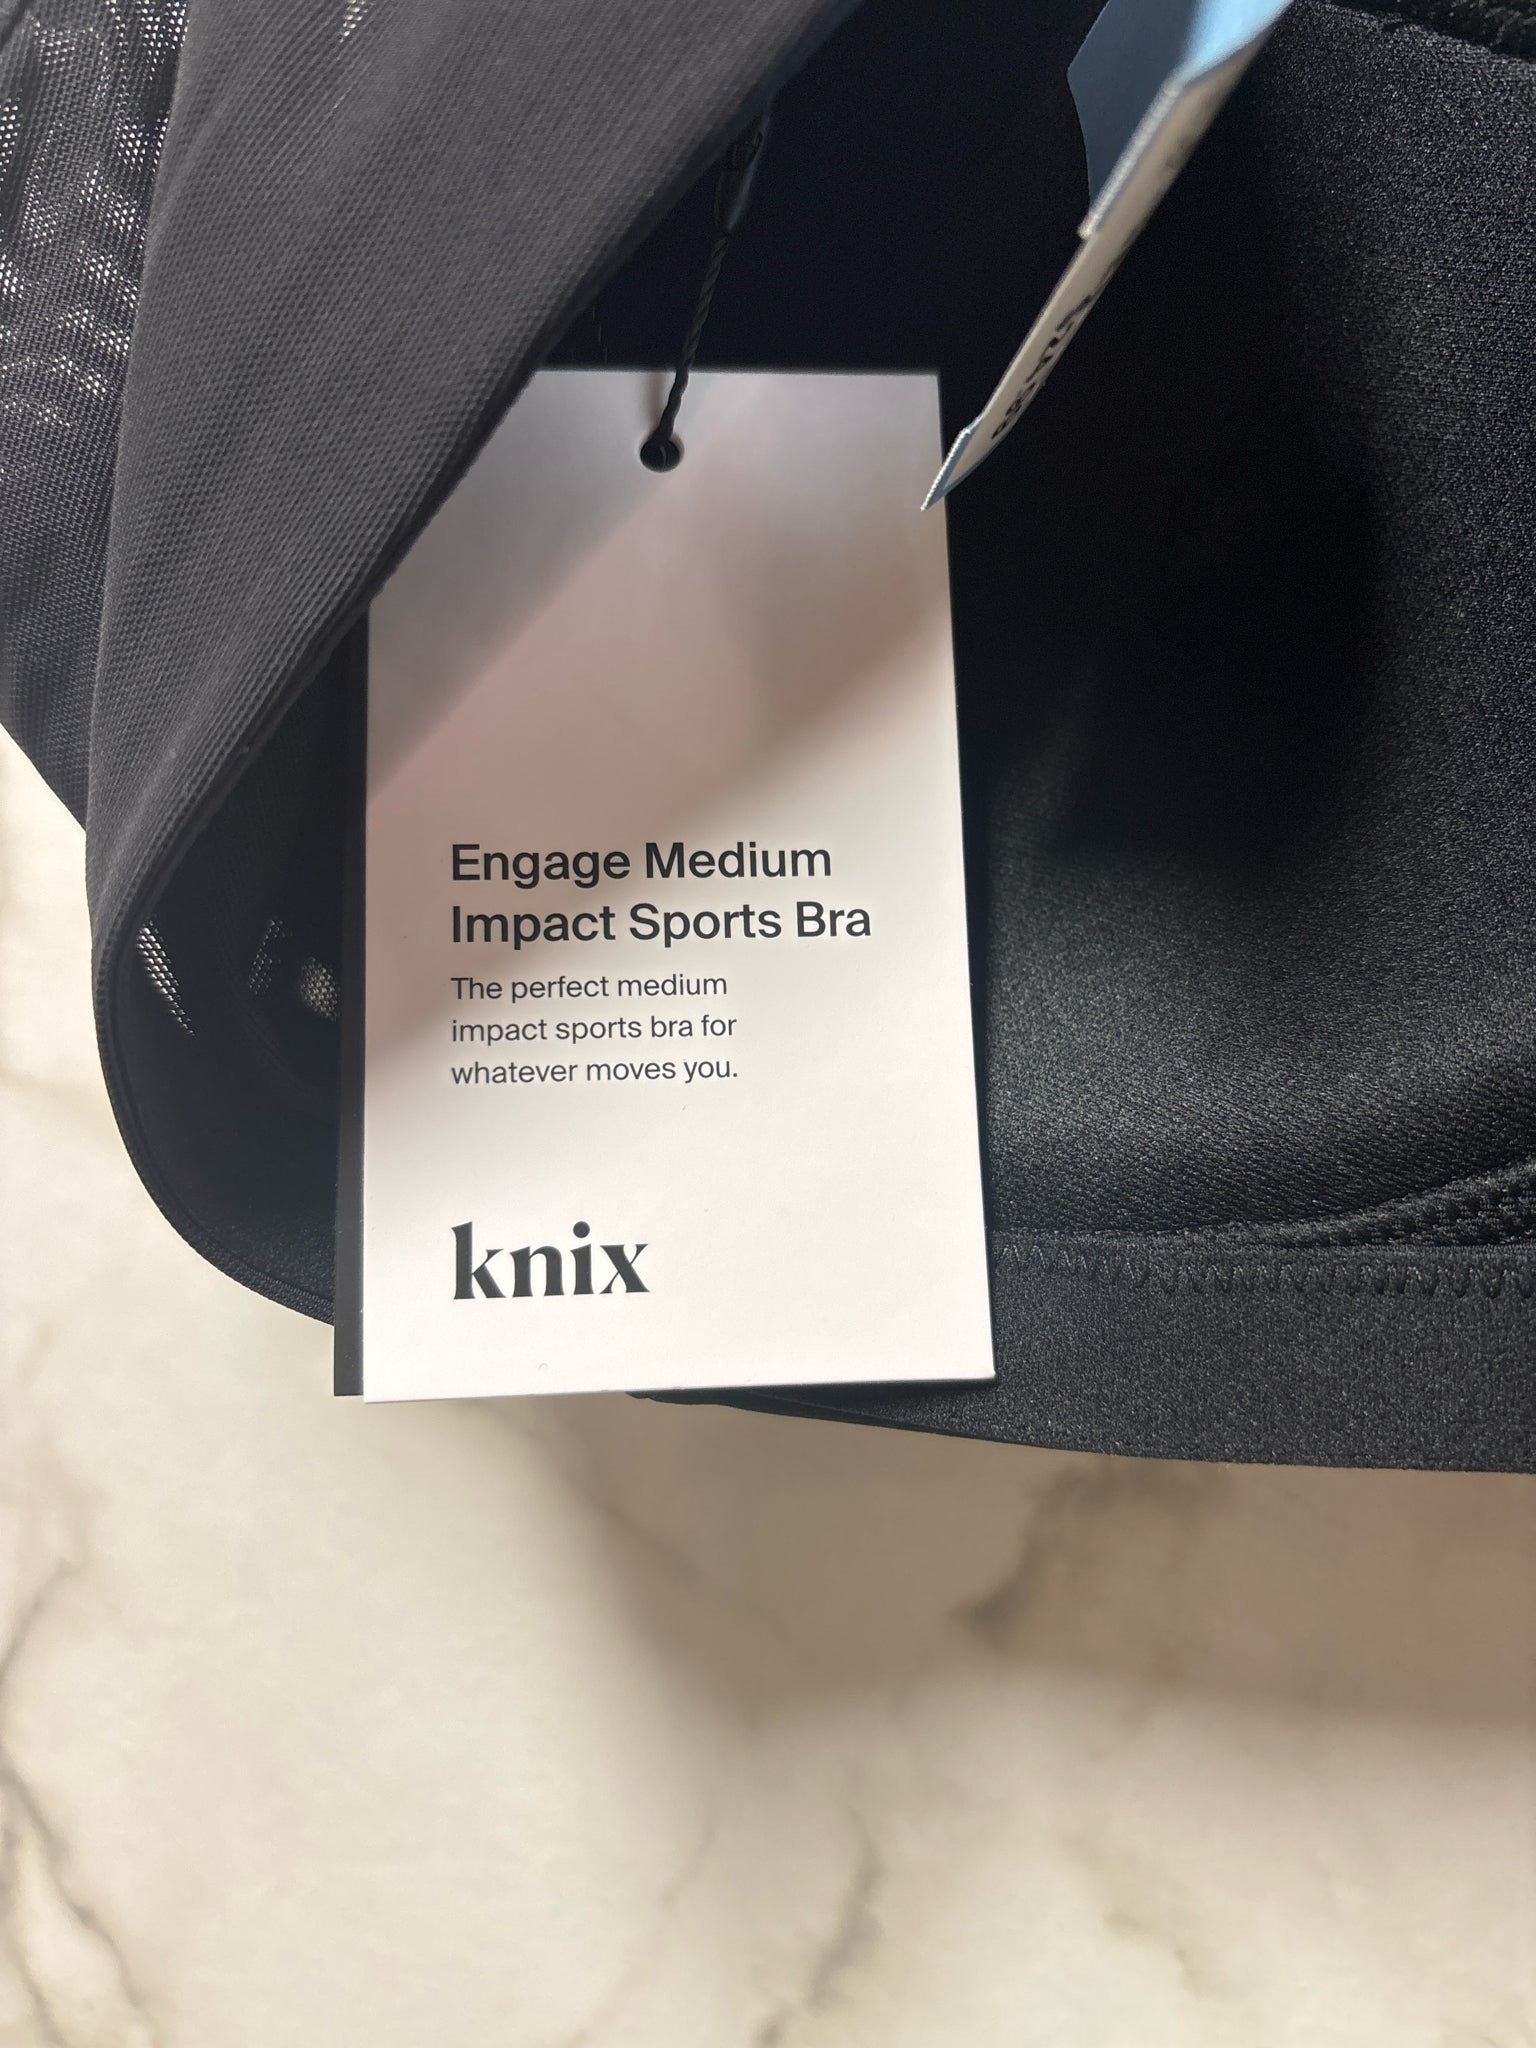 Engage Medium
Impact Sports Bra
The perfect medium
impact sports bra for
whatever moves you.
knix